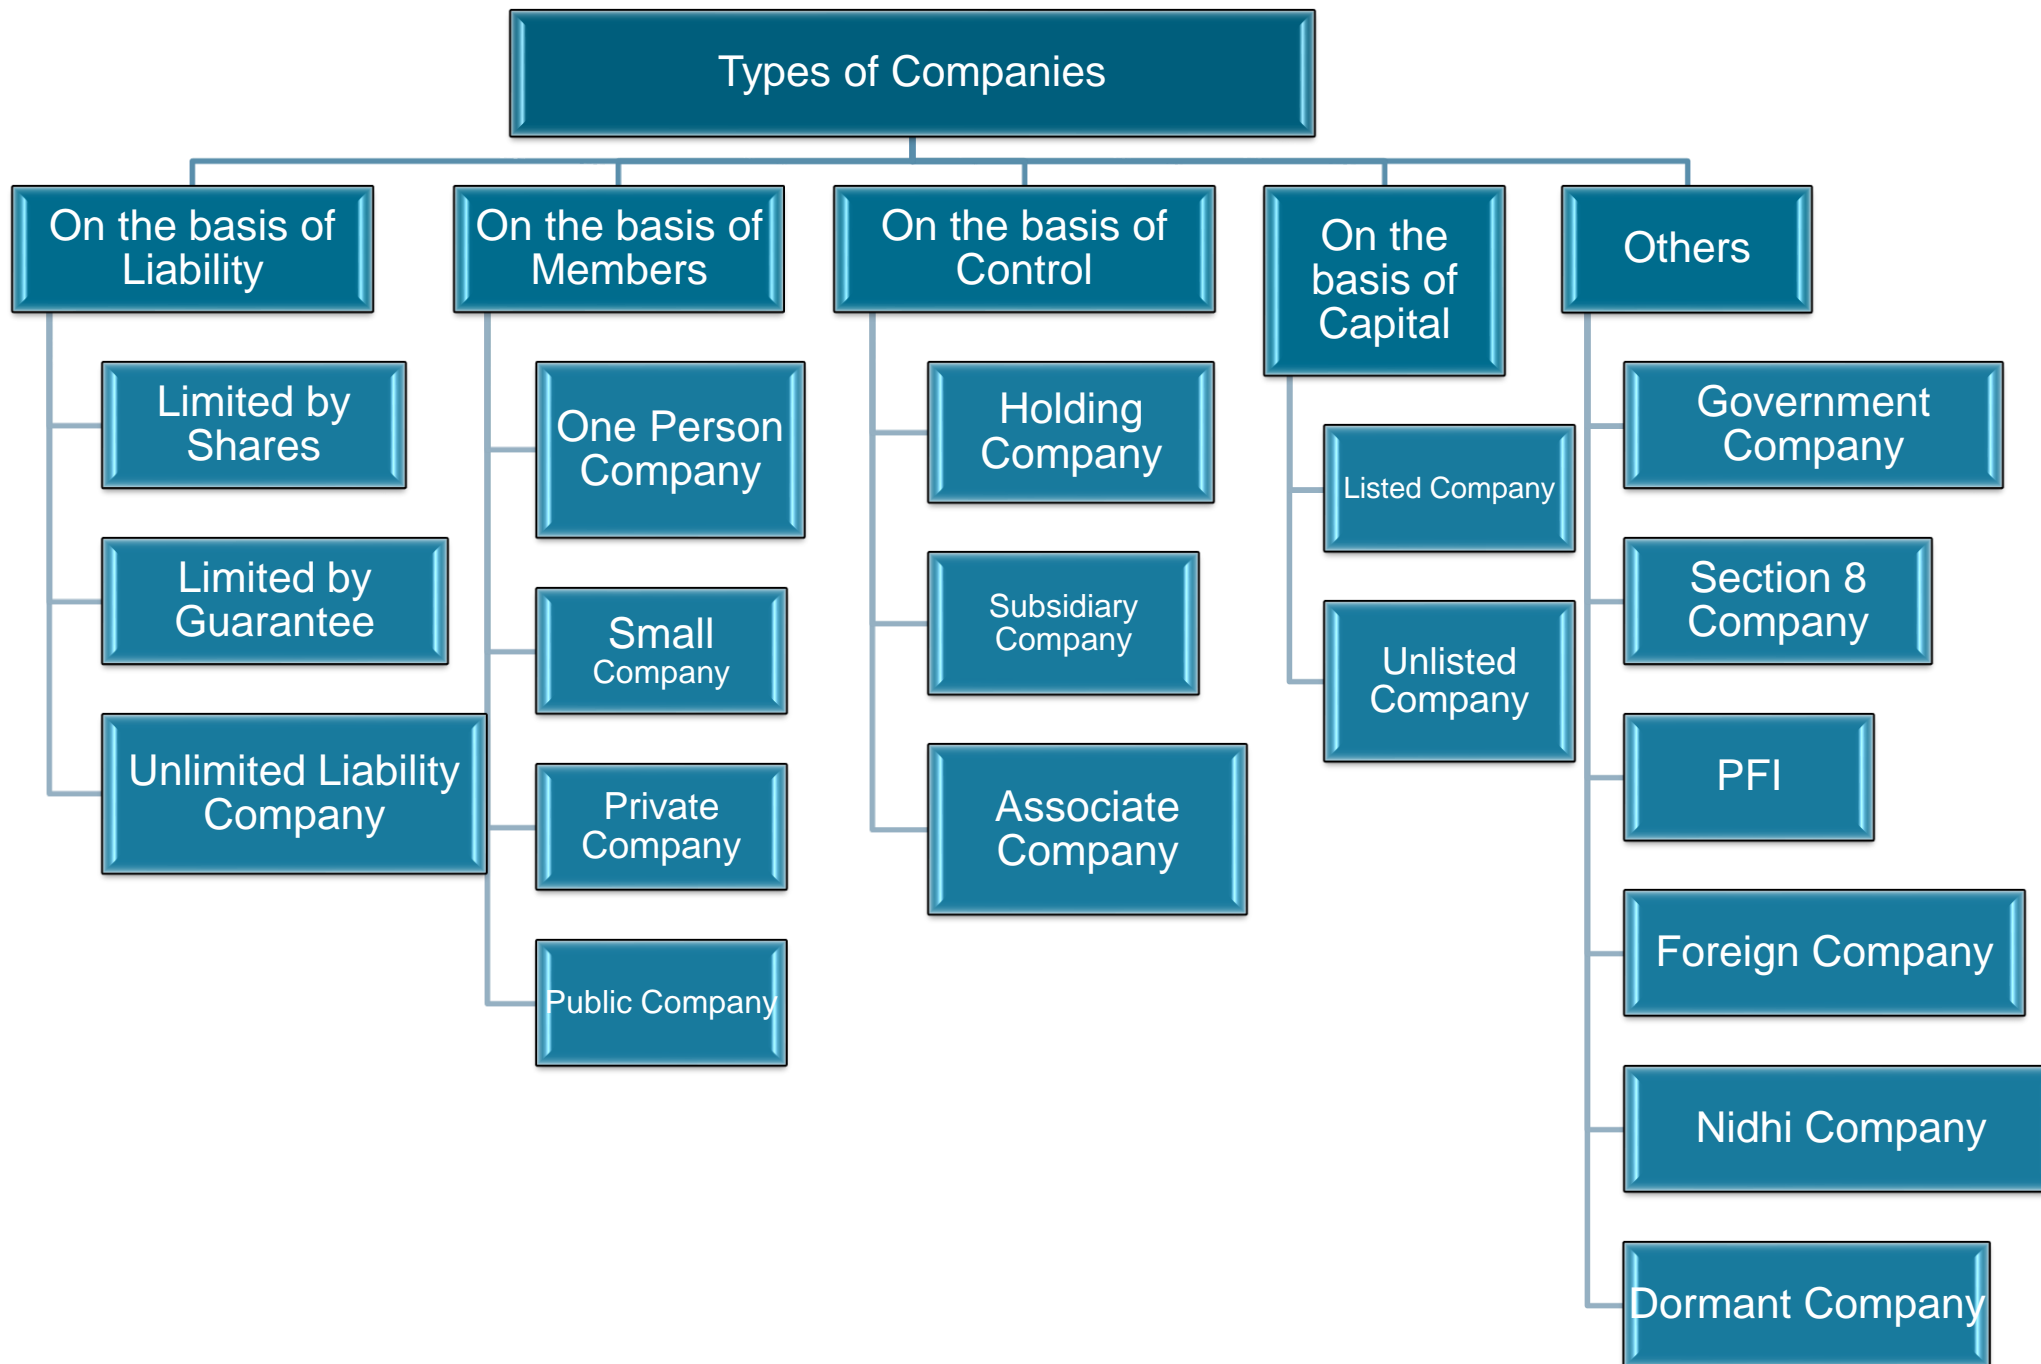 Types of Companies
On the basis of
Liability
Limited by
Shares
Limited by
Guarantee
Unlimited Liability
Company
On the basis of
Members
One Person
Company
Small
Company
Private
Company
Public Company
On the basis of
Control
Holding
Company
Subsidiary
Company
Associate
Company
On the
basis of
Capital
Listed Company
Unlisted
Company
Others
Government
Company
Section 8
Company
PFI
Foreign Company
Nidhi Company
Dormant Company